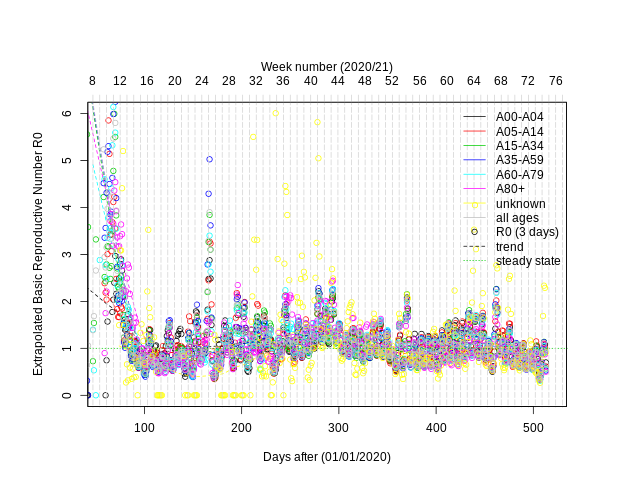 Week number (2020/21)
8 12 16 20 24 28 32 36 40 44 48 52 56 60 64 68 72 76
Extrapolated Basic Reproductive Number R0
6
5
4
3
2
1
0
A00-A04
A05-A14
A15-A34
A35-A59
A60-A79
A80+
unknown
all ages
R0 (3 days)
trend
steady state
100 200 300 400 500
Days after (01/01/2020)